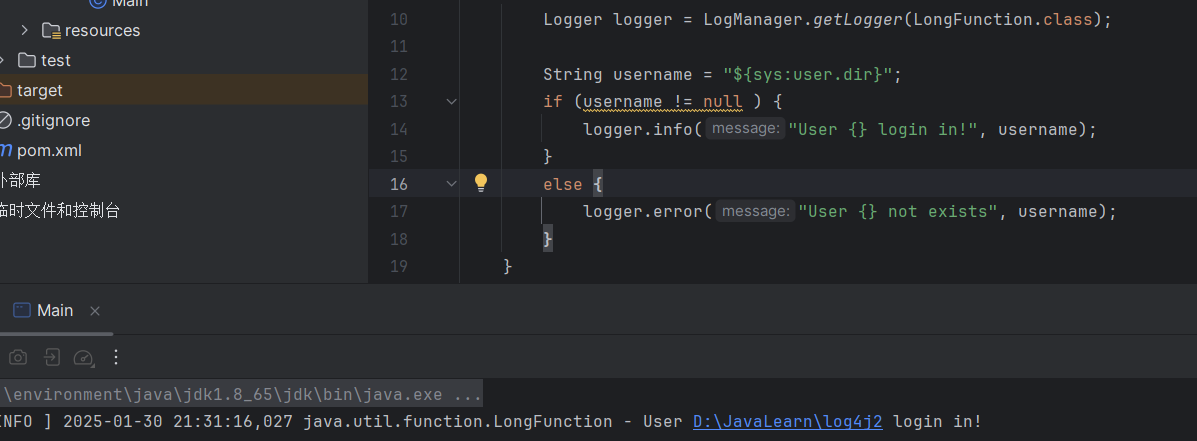 Main
resources
test
target
.gitignore
pom.xml
外部库
临时文件和控制台
10 Logger logger = LogManager.getLogger(LongFunction.class);
11
12 String username = "${sys:user.dir}";
13 if (username != null ) {
14 logger.info( message: "User {} login in!", username);
15 }
16 else {
17 logger.error( message: "User {} not exists", username);
18 }
19 }
Main
\environment\java\jdk1.8_65\jdk\bin\java.exe ...
INFO ] 2025-01-30 21:31:16,027 java.util.function.LongFunction - User D:\JavaLearn\log4j2 login in!